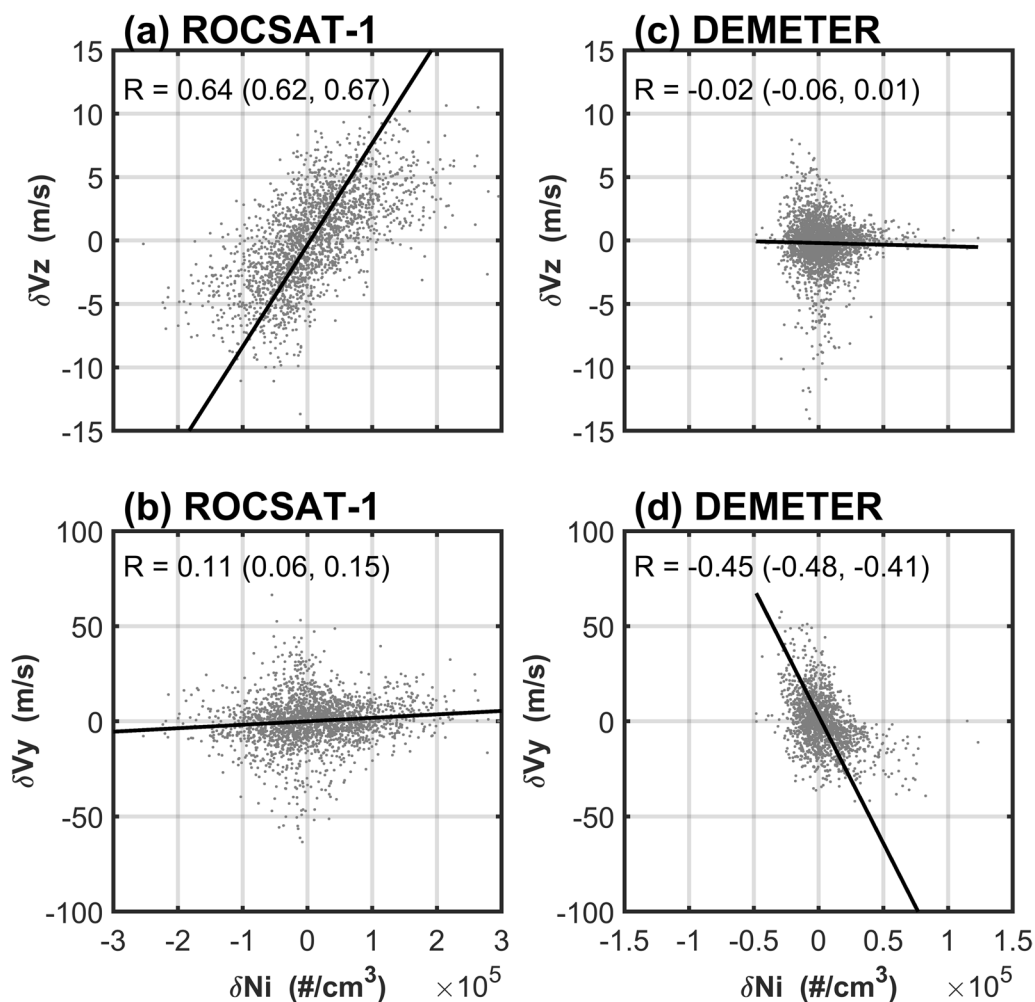 (a) ROCSAT-1
R = 0.64 (0.62, 0.67)
15
10
5
0
-5
-10
-15
δVz (m/s)
(c) DEMETER
R = -0.02 (-0.06, 0.01)
15
10
5
0
-5
-10
-15
δVz (m/s)
(b) ROCSAT-1
R = 0.11 (0.06, 0.15)
100
50
0
-50
-100
δVy (m/s)
-3 -2 -1 0 1 2 3
δNi (#/cm³) ×10⁵
(d) DEMETER
R = -0.45 (-0.48, -0.41)
100
50
0
-50
-100
δVy (m/s)
-1.5 -1 -0.5 0 0.5 1 1.5
δNi (#/cm³) ×10⁵